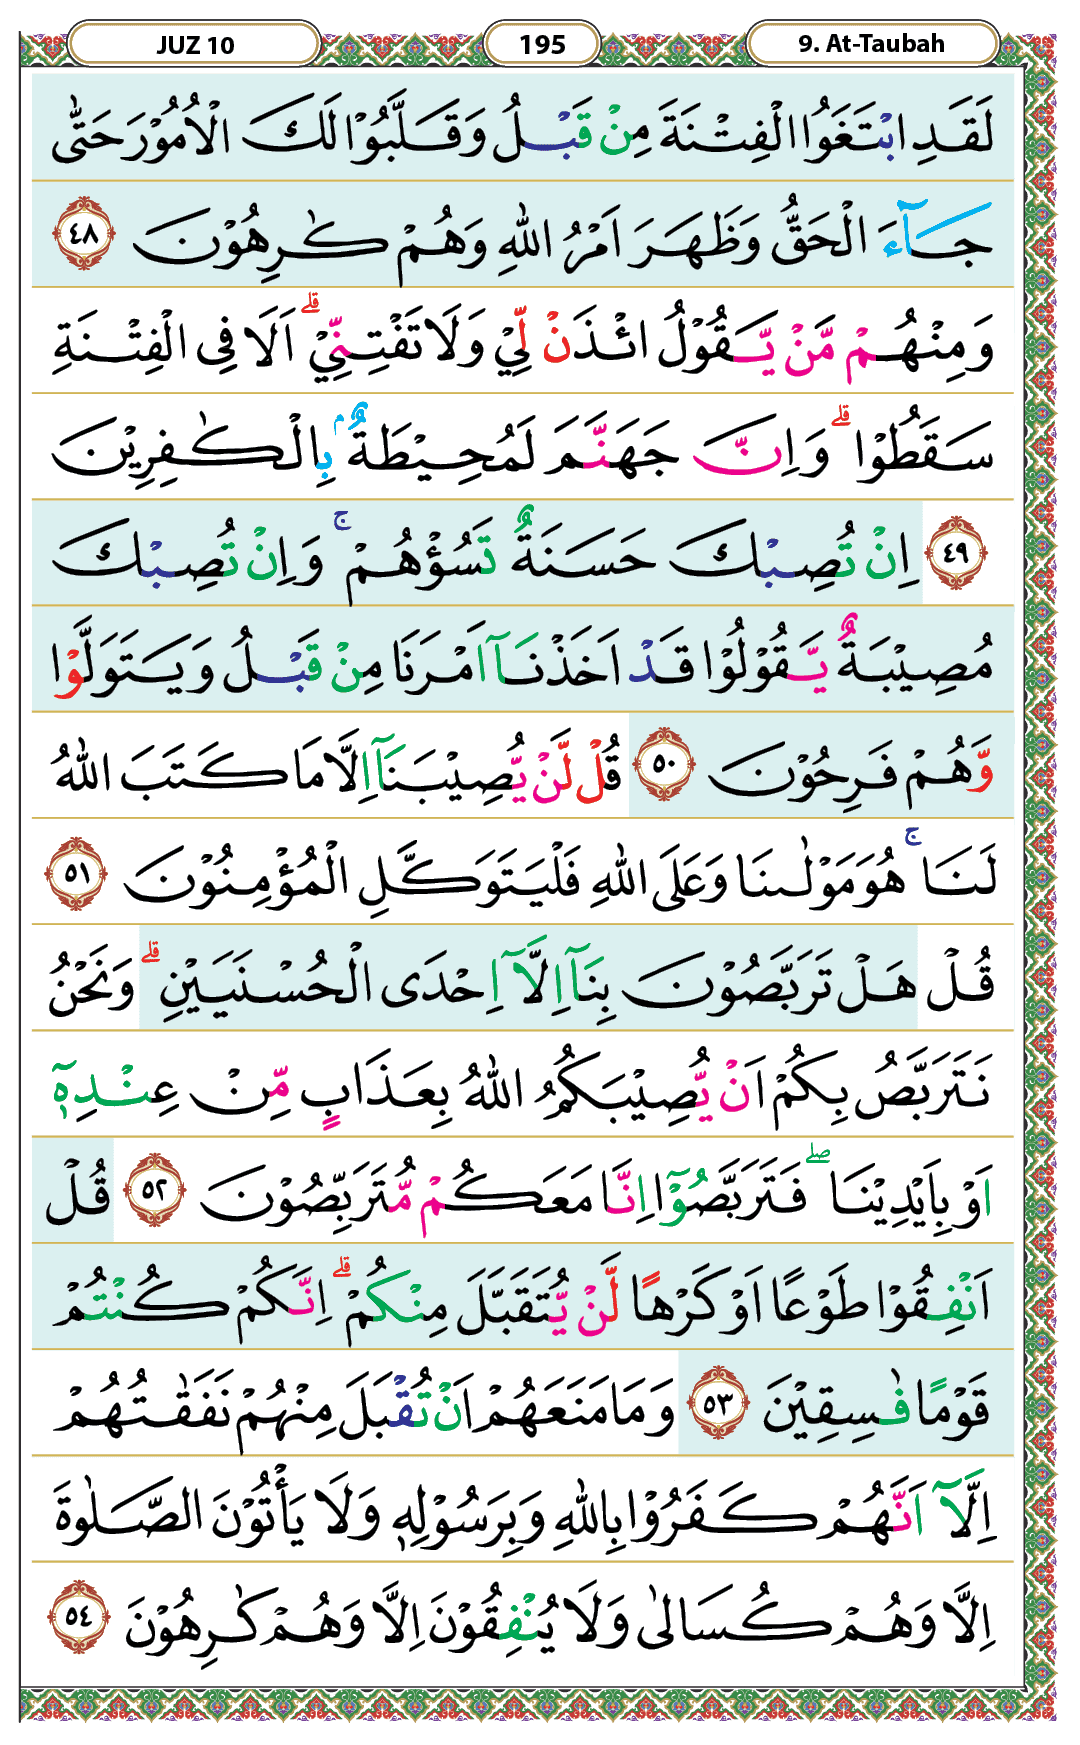 JUZ 10
195
9. At-Taubah
لَقَدِ ابْتَغَوُا الْفِتْنَةَ مِنْ قَبْلُ وَقَلَّبُوْا لَكَ الْاُمُوْرَ حَتّٰى
جَاۤءَ الْحَقُّ وَظَهَرَ اَمْرُ اللّٰهِ وَهُمْ كٰرِهُوْنَ ٤٨
وَمِنْهُمْ مَّنْ يَّقُوْلُ ائْذَنْ لِّيْ وَلَا تَفْتِنِّيْۗ اَلَا فِى الْفِتْنَةِ
سَقَطُوْاۗ وَاِنَّ جَهَنَّمَ لَمُحِيْطَةٌ ۢ بِالْكٰفِرِيْنَ
٤٩ اِنْ تُصِبْكَ حَسَنَةٌ تَسُؤْهُمْۚ وَاِنْ تُصِبْكَ
مُصِيْبَةٌ يَّقُوْلُوْا قَدْ اَخَذْنَآ اَمْرَنَا مِنْ قَبْلُ وَيَتَوَلَّوْا
وَّهُمْ فَرِحُوْنَ ٥٠ قُلْ لَّنْ يُّصِيْبَنَآ اِلَّا مَا كَتَبَ اللّٰهُ
لَنَاۚ هُوَ مَوْلٰىنَا وَعَلَى اللّٰهِ فَلْيَتَوَكَّلِ الْمُؤْمِنُوْنَ ٥١
قُلْ هَلْ تَرَبَّصُوْنَ بِنَآ اِلَّآ اِحْدَى الْحُسْنَيَيْنِۗ وَنَحْنُ
نَتَرَبَّصُ بِكُمْ اَنْ يُّصِيْبَكُمُ اللّٰهُ بِعَذَابٍ مِّنْ عِنْدِهٖٓ
اَوْ بِاَيْدِيْنَاۖ فَتَرَبَّصُوْٓا اِنَّا مَعَكُمْ مُّتَرَبِّصُوْنَ ٥٢ قُلْ
اَنْفِقُوْا طَوْعًا اَوْ كَرْهًا لَّنْ يُّتَقَبَّلَ مِنْكُمْۗ اِنَّكُمْ كُنْتُمْ
قَوْمًا فٰسِقِيْنَ ٥٣ وَمَا مَنَعَهُمْ اَنْ تُقْبَلَ مِنْهُمْ نَفَقٰتُهُمْ
اِلَّآ اَنَّهُمْ كَفَرُوْا بِاللّٰهِ وَبِرَسُوْلِهٖ وَلَا يَأْتُوْنَ الصَّلٰوةَ
اِلَّا وَهُمْ كُسَالٰى وَلَا يُنْفِقُوْنَ اِلَّا وَهُمْ كٰرِهُوْنَ ٥٤